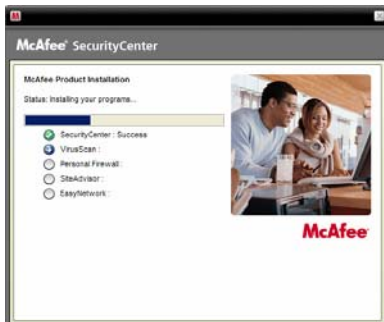 McAfee® SecurityCenter
McAfee Product Installation
Status: Installing your programs...
SecurityCenter : Success
VirusScan :
Personal Firewall :
SiteAdvisor :
EasyNetwork :
McAfee®